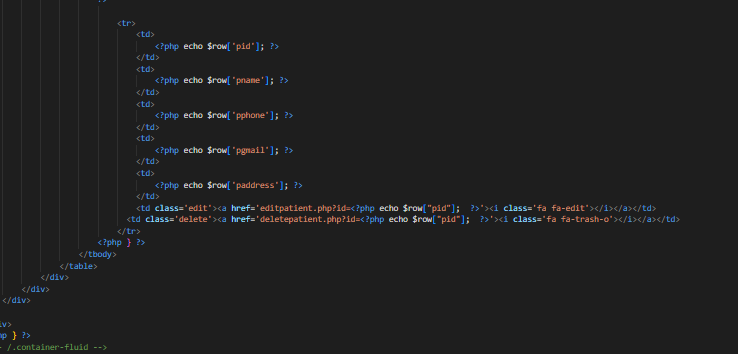 ?>
<tr>
<td>
<?php echo $row['pid']; ?>
</td>
<td>
<?php echo $row['pname']; ?>
</td>
<td>
<?php echo $row['pphone']; ?>
</td>
<td>
<?php echo $row['pgmail']; ?>
</td>
<td>
<?php echo $row['paddress']; ?>
</td>
<td class='edit'><a href='editpatient.php?id=<?php echo $row["pid"];  ?>'><i class='fa fa-edit'></i></a></td>
<td class='delete'><a href='deletepatient.php?id=<?php echo $row["pid"];  ?>'><i class='fa fa-trash-o'></i></a></td>
</tr>
<?php } ?>
</tbody>
</table>
</div>
</div>
</div>
iv>
hp } ?>
- /.container-fluid -->